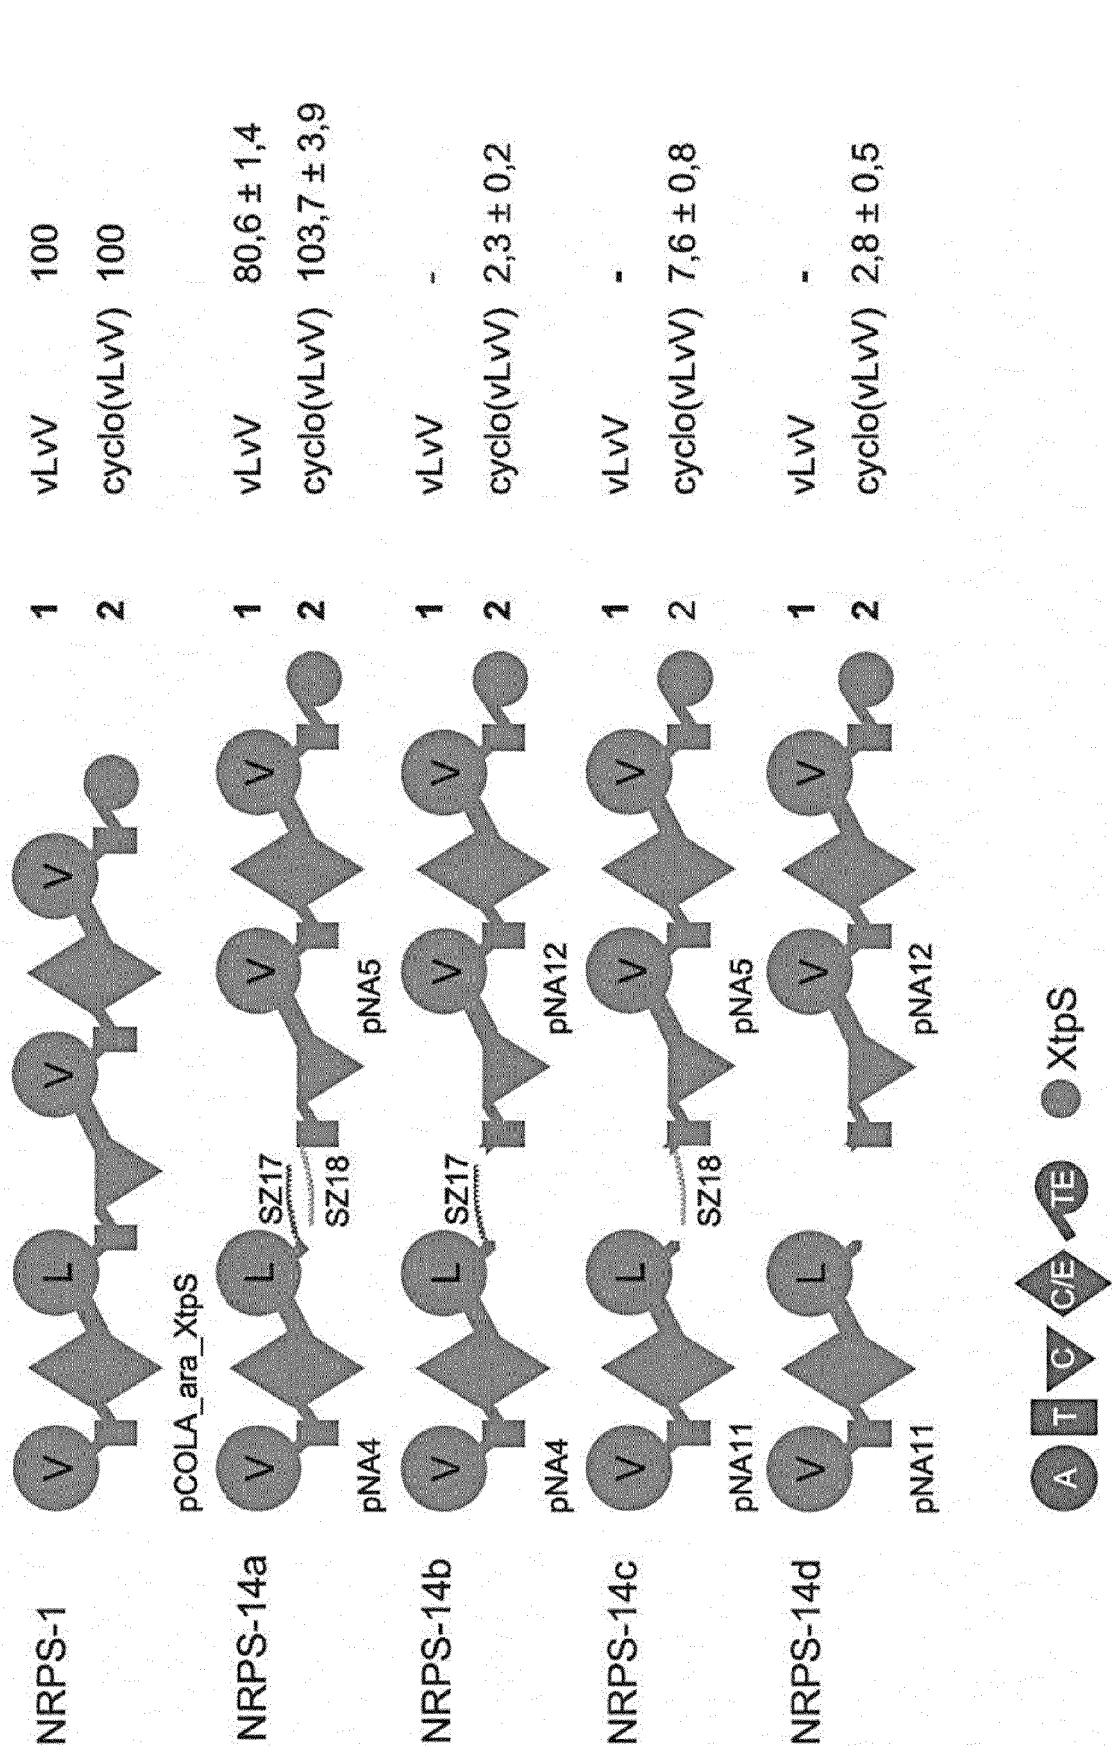 NRPS-1
V L V V
1 vLvV 100
2 cyclo(vLvV) 100
pCOLA_ara_XtpS
NRPS-14a
V L V V
SZ17
SZ18
pNA4 pNA5
1 vLvV 80,6 ± 1,4
2 cyclo(vLvV) 103,7 ± 3,9
NRPS-14b
V L V V
SZ17
pNA4 pNA12
1 vLvV -
2 cyclo(vLvV) 2,3 ± 0,2
NRPS-14c
V L V V
SZ18
pNA11 pNA5
1 vLvV -
2 cyclo(vLvV) 7,6 ± 0,8
NRPS-14d
V L V V
pNA11 pNA12
1 vLvV -
2 cyclo(vLvV) 2,8 ± 0,5
A T C C/E TE XtpS